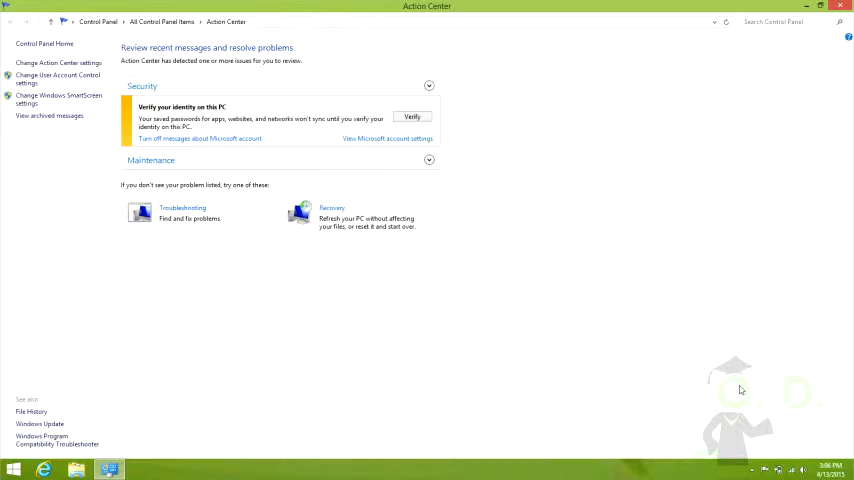 Action Center
Control Panel > All Control Panel Items > Action Center
Search Control Panel
Control Panel Home
Change Action Center settings
Change User Account Control
settings
Change Windows SmartScreen
settings
View archived messages
Review recent messages and resolve problems
Action Center has detected one or more issues for you to review.
Security
Verify your identity on this PC
Your saved passwords for apps, websites, and networks won't sync until you verify your
identity on this PC.
Verify
Turn off messages about Microsoft account
View Microsoft account settings
Maintenance
If you don't see your problem listed, try one of these:
Troubleshooting
Find and fix problems
Recovery
Refresh your PC without affecting
your files, or reset it and start over.
O. D.
See also
File History
Windows Update
Windows Program
Compatibility Troubleshooter
3:06 PM
4/13/2015